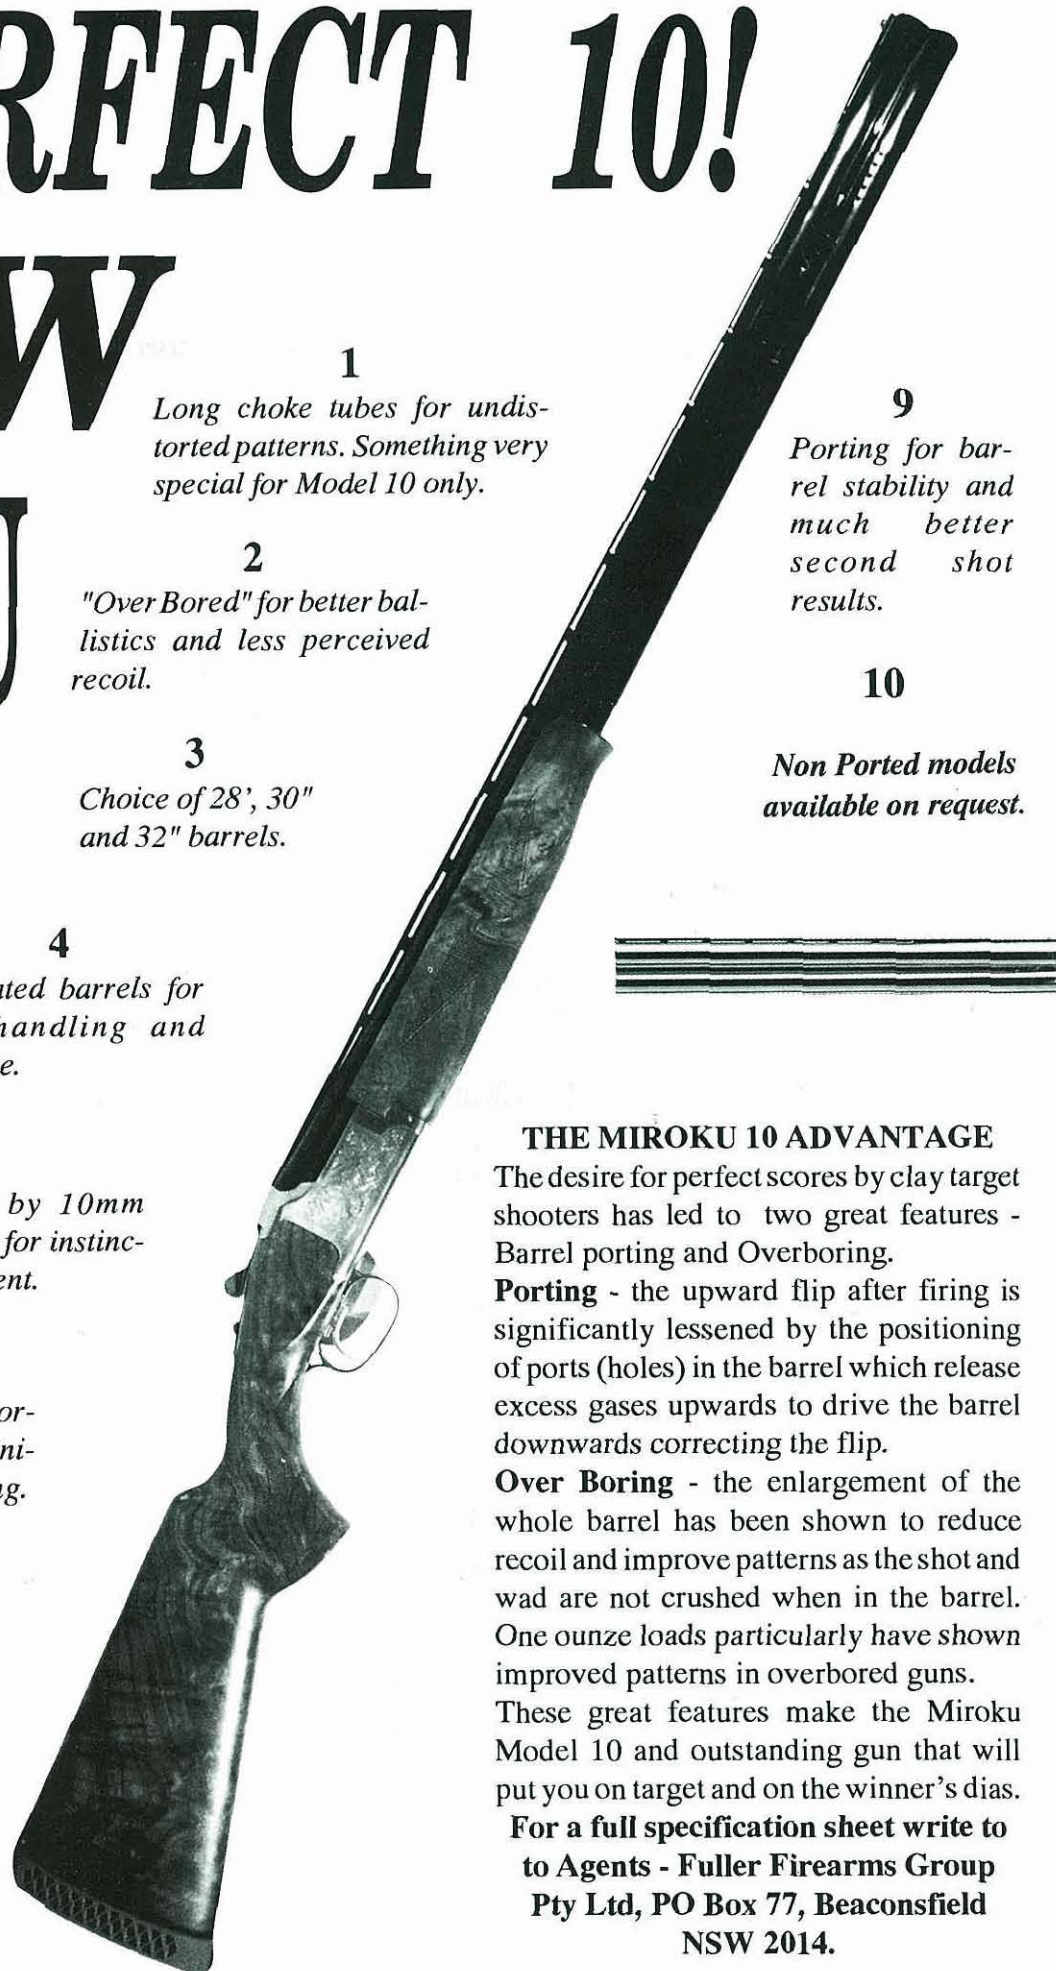 RFECT 10!
W
U
1
Long choke tubes for undis-
torted patterns. Something very
special for Model 10 only.
2
"Over Bored" for better bal-
listics and less perceived
recoil.
3
Choice of 28', 30"
and 32" barrels.
4
ted barrels for
handling and
e.
by 10mm
for instinc-
ent.
or-
ni-
g.
9
Porting for bar-
rel stability and
much better
second shot
results.
10
Non Ported models
available on request.
THE MIROKU 10 ADVANTAGE
The desire for perfect scores by clay target
shooters has led to two great features -
Barrel porting and Overboring.
Porting - the upward flip after firing is
significantly lessened by the positioning
of ports (holes) in the barrel which release
excess gases upwards to drive the barrel
downwards correcting the flip.
Over Boring - the enlargement of the
whole barrel has been shown to reduce
recoil and improve patterns as the shot and
wad are not crushed when in the barrel.
One ounze loads particularly have shown
improved patterns in overbored guns.
These great features make the Miroku
Model 10 and outstanding gun that will
put you on target and on the winner's dias.
For a full specification sheet write to
to Agents - Fuller Firearms Group
Pty Ltd, PO Box 77, Beaconsfield
NSW 2014.